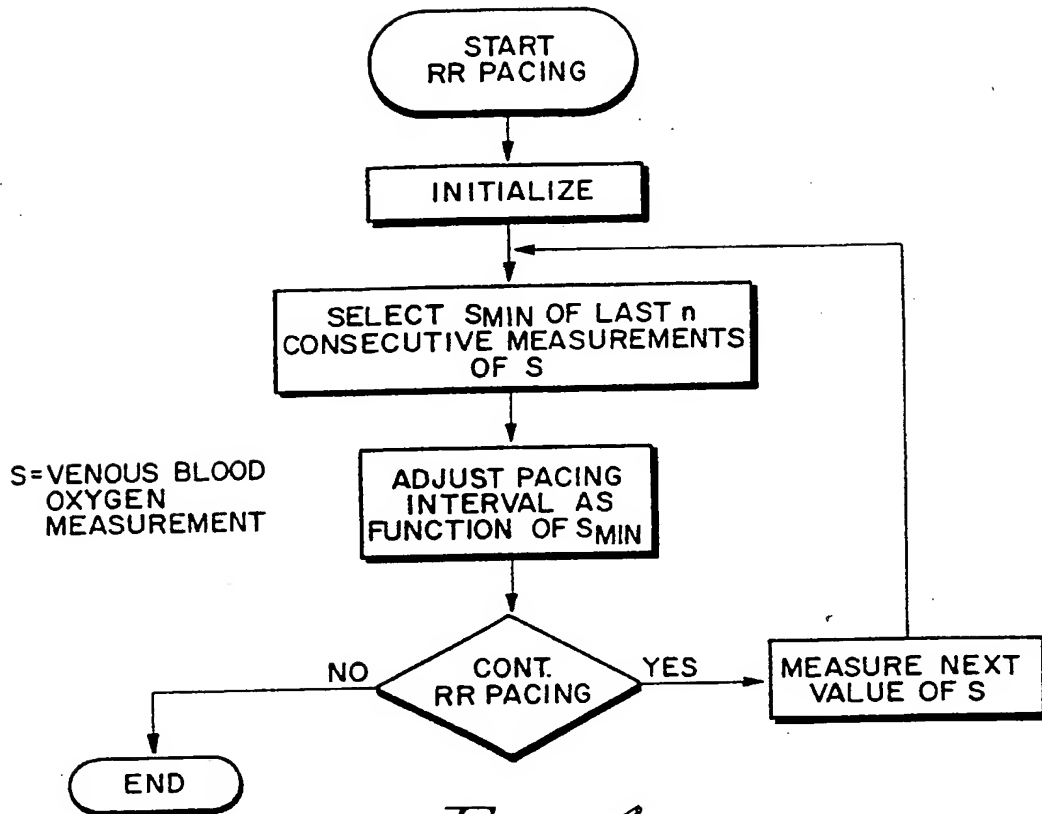 START
RR PACING
INITIALIZE
SELECT SMIN OF LAST n
CONSECUTIVE MEASUREMENTS
OF S
S=VENOUS BLOOD
OXYGEN
MEASUREMENT
ADJUST PACING
INTERVAL AS
FUNCTION OF SMIN
NO
CONT.
RR PACING
YES
MEASURE NEXT
VALUE OF S
END